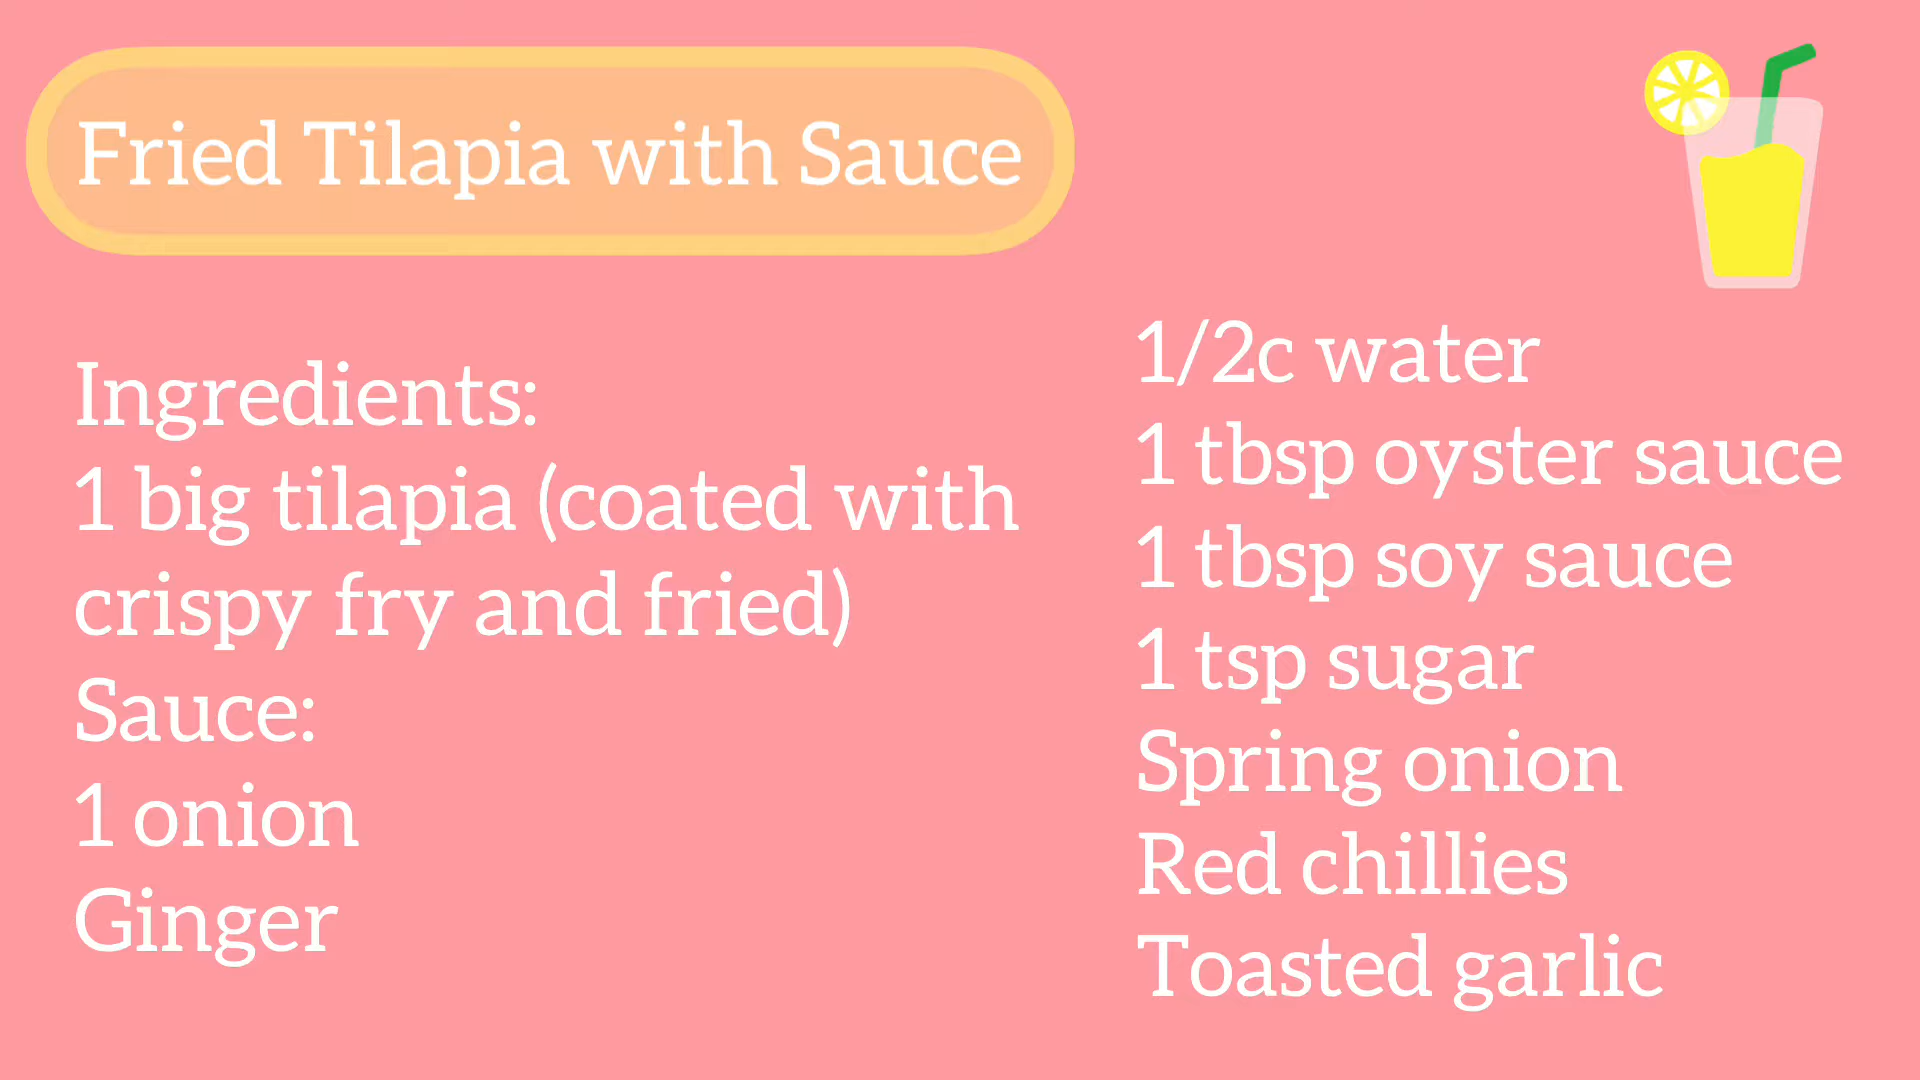 Fried Tilapia with Sauce
Ingredients:
1 big tilapia (coated with
crispy fry and fried)
Sauce:
1 onion
Ginger
1/2c water
1 tbsp oyster sauce
1 tbsp soy sauce
1 tsp sugar
Spring onion
Red chillies
Toasted garlic